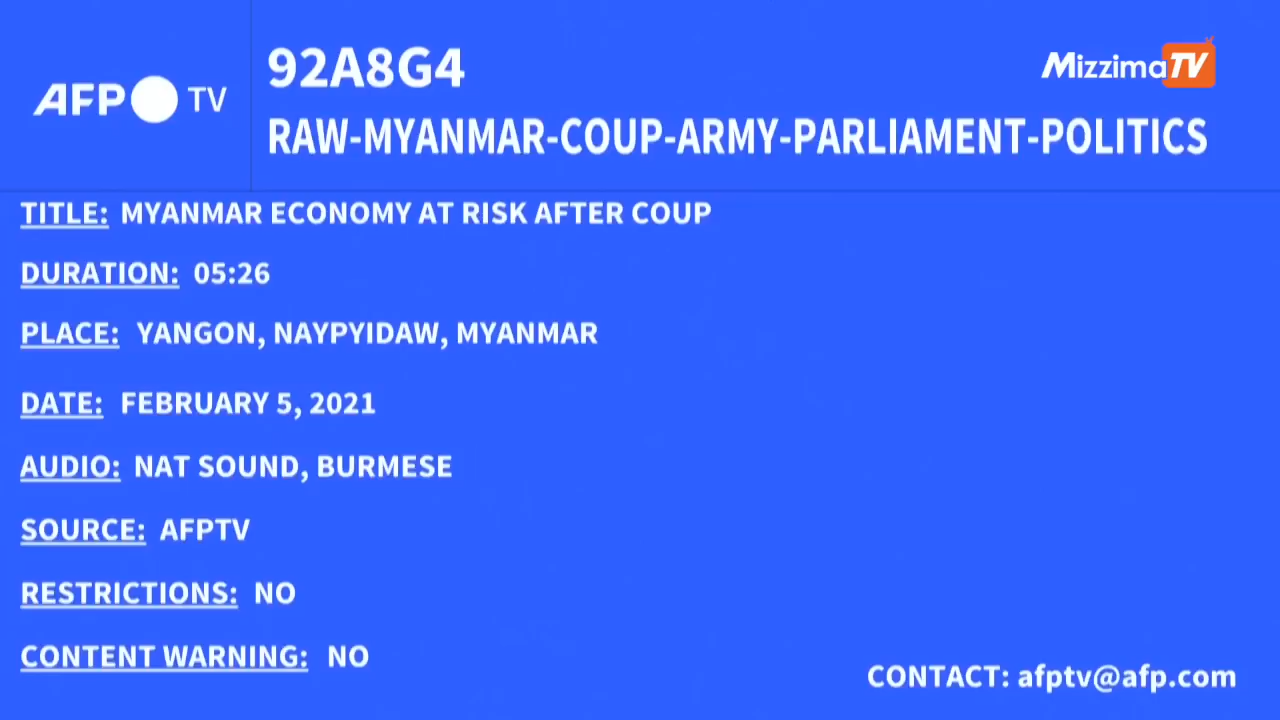 AFP TV
92A8G4
MizzimaTV
RAW-MYANMAR-COUP-ARMY-PARLIAMENT-POLITICS
TITLE: MYANMAR ECONOMY AT RISK AFTER COUP
DURATION: 05:26
PLACE: YANGON, NAYPYIDAW, MYANMAR
DATE: FEBRUARY 5, 2021
AUDIO: NAT SOUND, BURMESE
SOURCE: AFPTV
RESTRICTIONS: NO
CONTENT WARNING: NO
CONTACT: afptv@afp.com